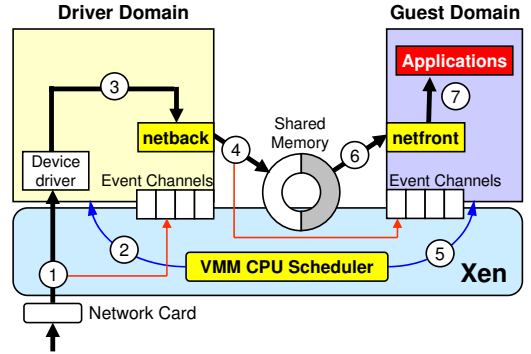 Driver Domain
Guest Domain
Applications
3
7
Shared
Memory
netback
netfront
4
6
Device
driver
Event Channels
Event Channels
2
5
VMM CPU Scheduler
1
Xen
Network Card